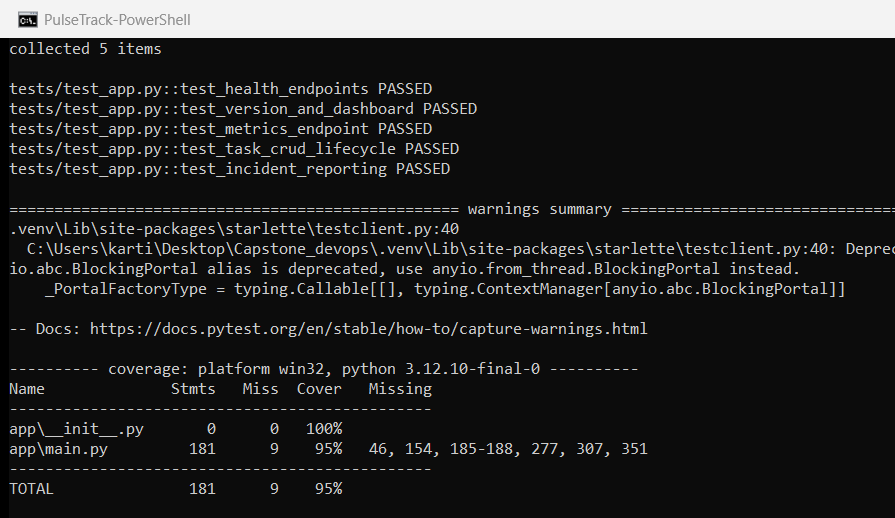 PulseTrack-PowerShell
collected 5 items
tests/test_app.py::test_health_endpoints PASSED
tests/test_app.py::test_version_and_dashboard PASSED
tests/test_app.py::test_metrics_endpoint PASSED
tests/test_app.py::test_task_crud_lifecycle PASSED
tests/test_app.py::test_incident_reporting PASSED
================================================== warnings summary ==============================
.venv\Lib\site-packages\starlette\testclient.py:40
  C:\Users\karti\Desktop\Capstone_devops\.venv\Lib\site-packages\starlette\testclient.py:40: Deprec
io.abc.BlockingPortal alias is deprecated, use anyio.from_thread.BlockingPortal instead.
    _PortalFactoryType = typing.Callable[[], typing.ContextManager[anyio.abc.BlockingPortal]]
-- Docs: https://docs.pytest.org/en/stable/how-to/capture-warnings.html
---------- coverage: platform win32, python 3.12.10-final-0 ----------
Name              Stmts   Miss  Cover   Missing
-----------------------------------------------
app\__init__.py       0      0   100%
app\main.py         181      9    95%   46, 154, 185-188, 277, 307, 351
-----------------------------------------------
TOTAL               181      9    95%